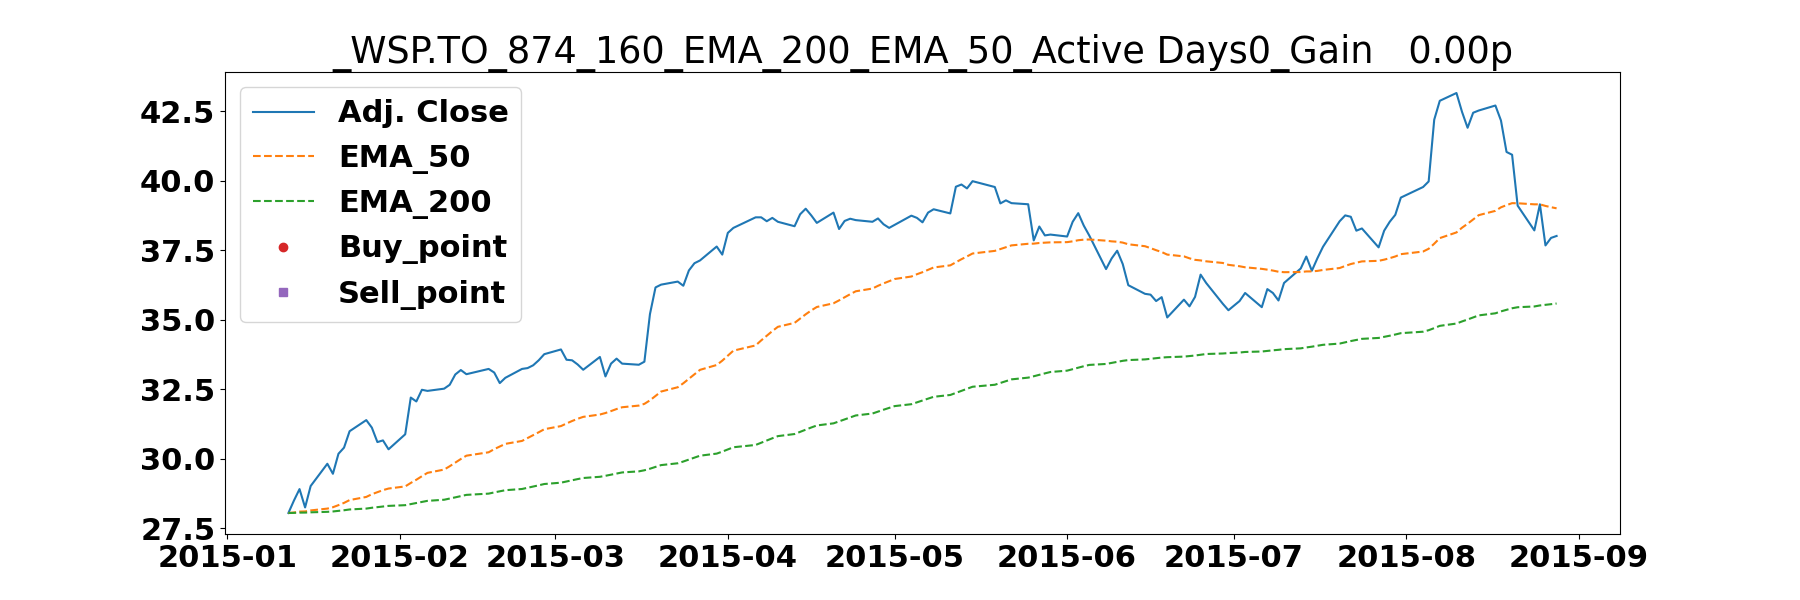 _WSP.TO_874_160_EMA_200_EMA_50_Active Days0_Gain   0.00p
Adj. Close
EMA_50
EMA_200
Buy_point
Sell_point
42.5
40.0
37.5
35.0
32.5
30.0
27.5
2015-01 2015-02 2015-03 2015-04 2015-05 2015-06 2015-07 2015-08 2015-09